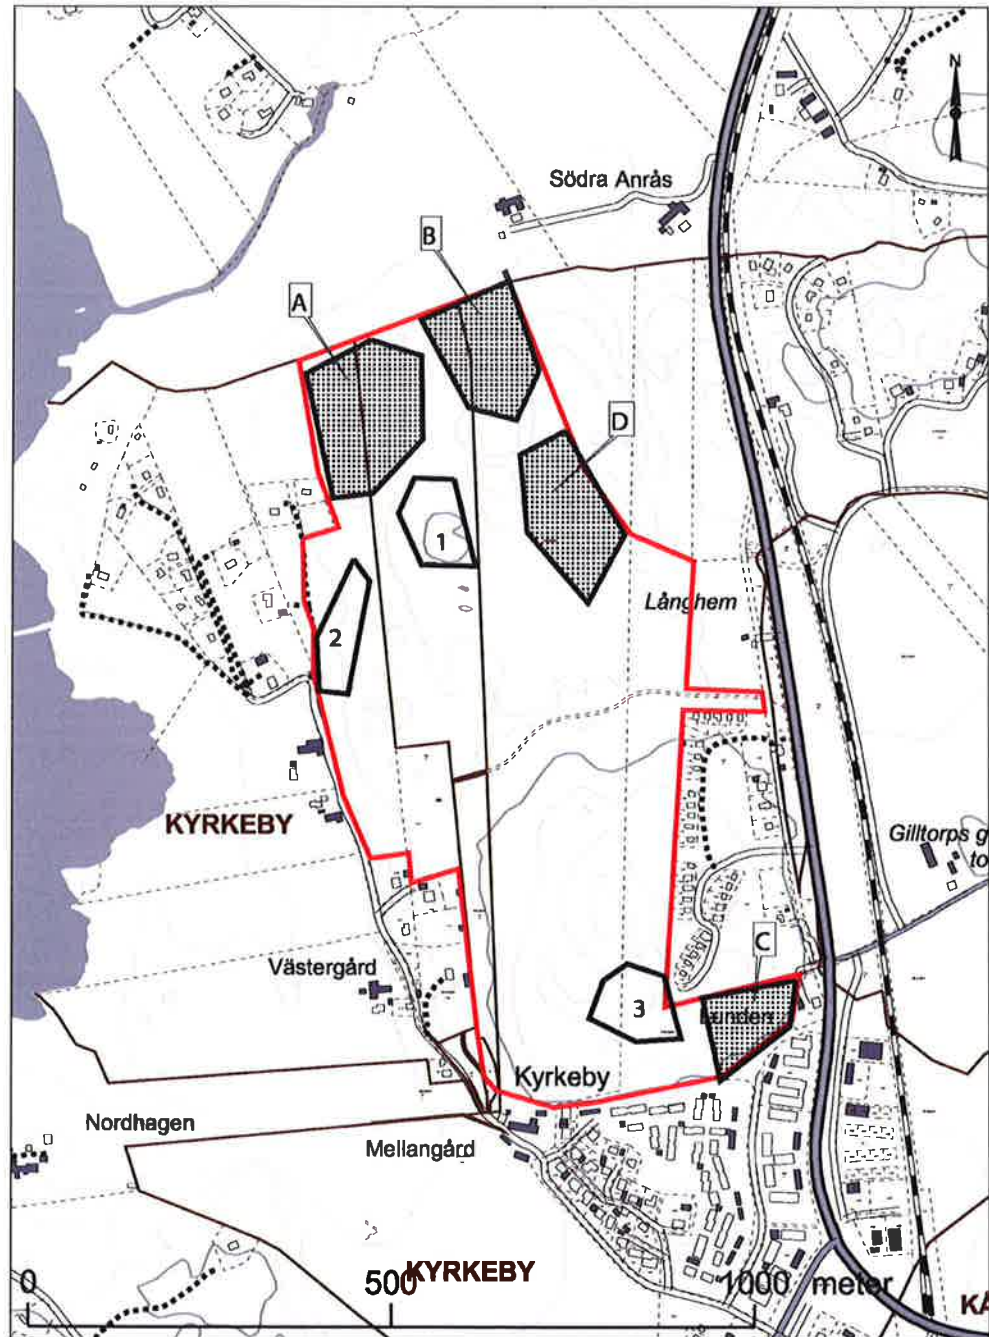 N
Södra Anrås
B
A
D
1
Långhem
2
KYRKEBY
Gilltorps g
to
C
Västergård
3
Lunden
Kyrkeby
Nordhagen
Mellangård
0
500
KYRKEBY
1000 meter
KÅ